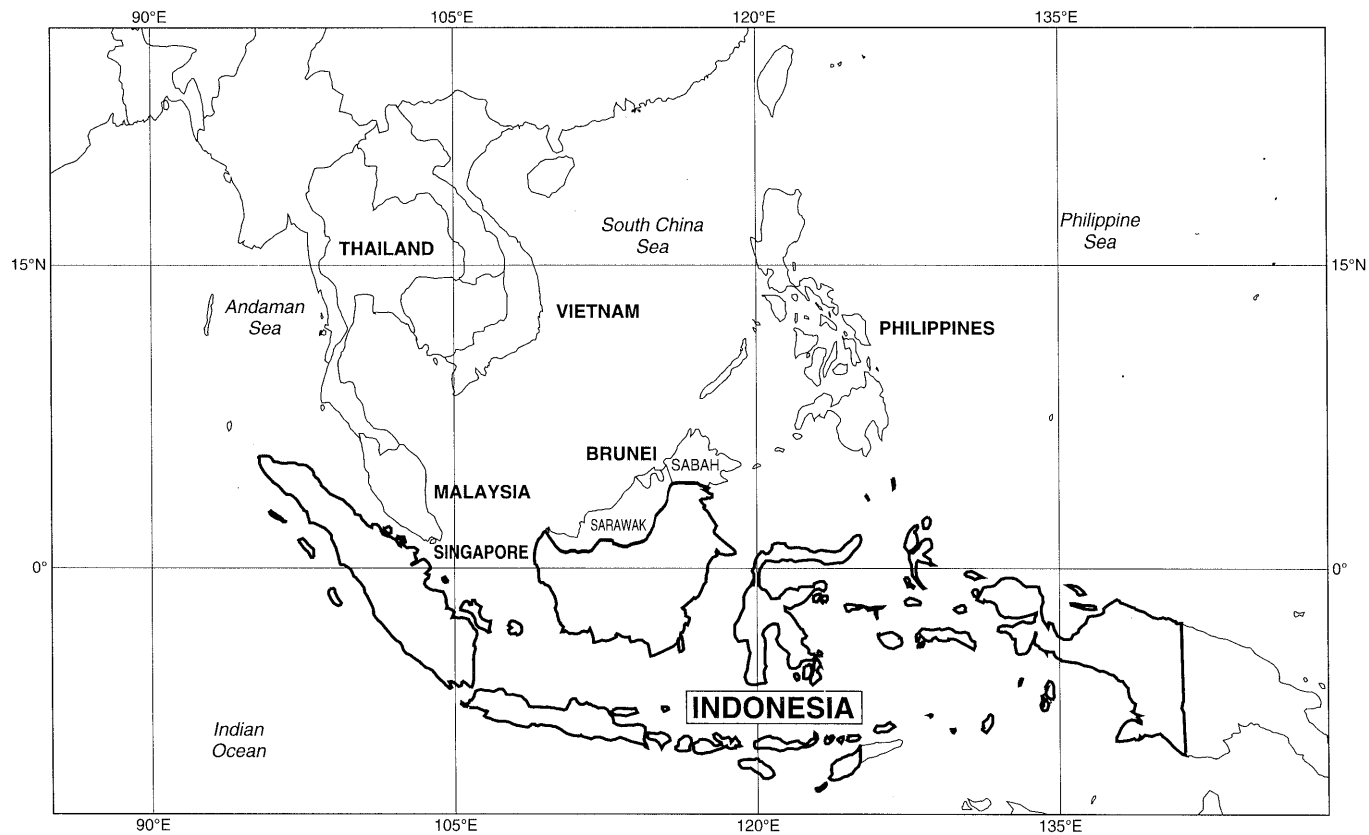 90°E 105°E 120°E 135°E
South China
Sea
Philippine
Sea
THAILAND
15°N 15°N
Andaman
Sea
VIETNAM
PHILIPPINES
BRUNEI
SABAH
MALAYSIA
SARAWAK
SINGAPORE
0° 0°
INDONESIA
Indian
Ocean
90°E 105°E 120°E 135°E